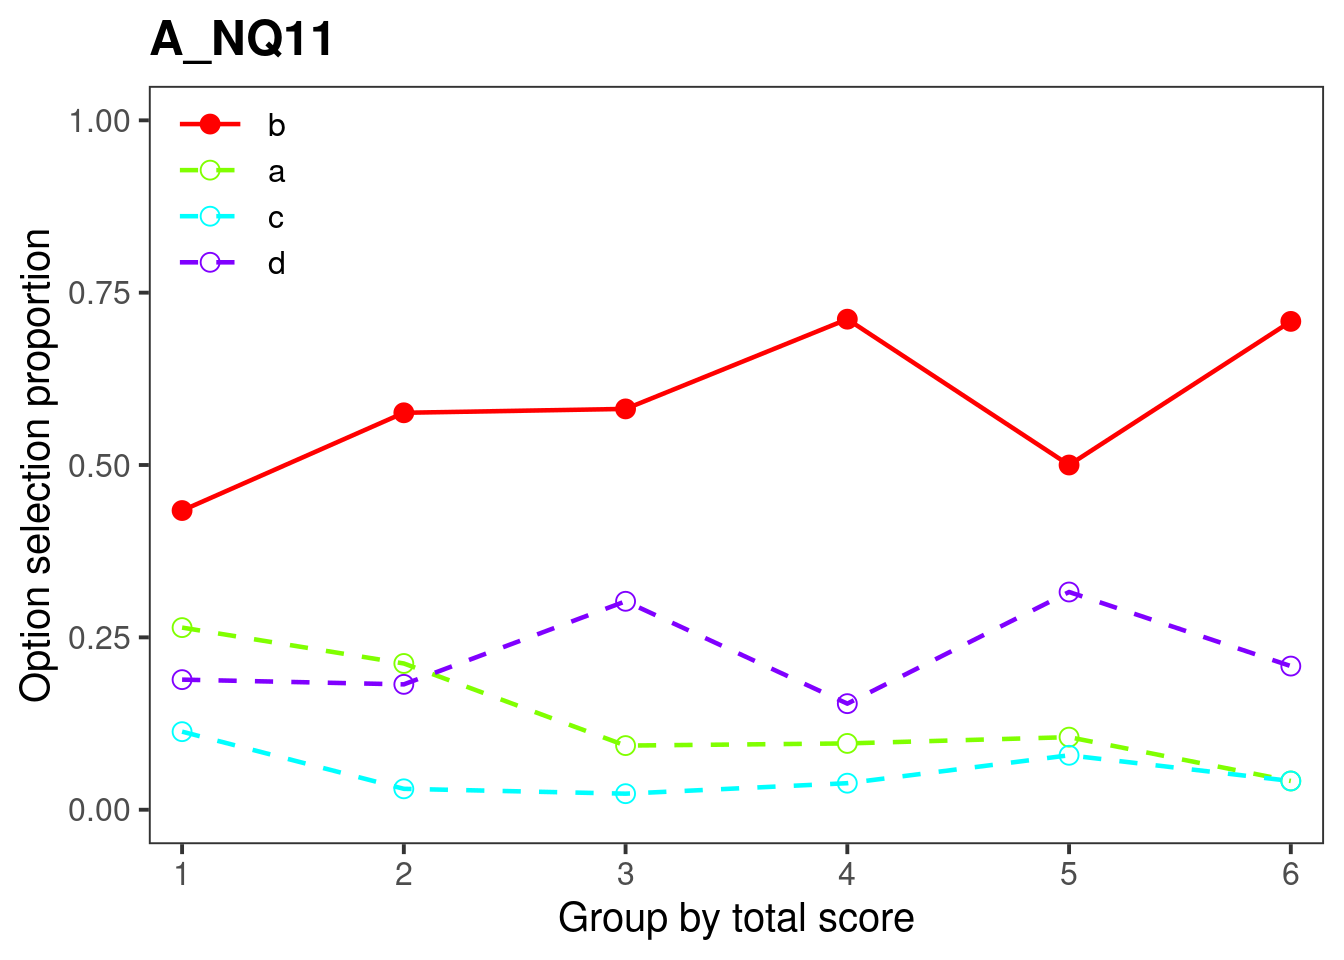 A_NQ11
1.00
0.75
0.50
0.25
0.00
b
a
c
d
Option selection proportion
1 2 3 4 5 6
Group by total score